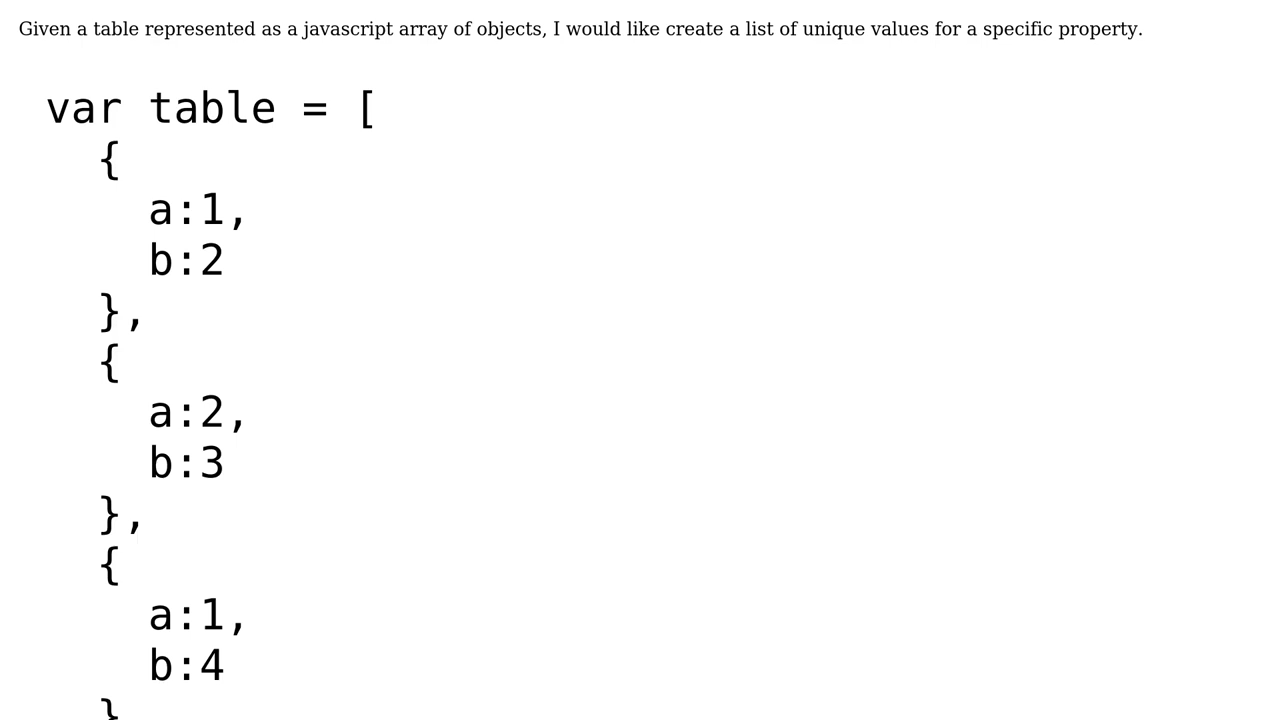 Given a table represented as a javascript array of objects, I would like create a list of unique values for a specific property.
var table = [
  {
    a:1,
    b:2
  },
  {
    a:2,
    b:3
  },
  {
    a:1,
    b:4
  }